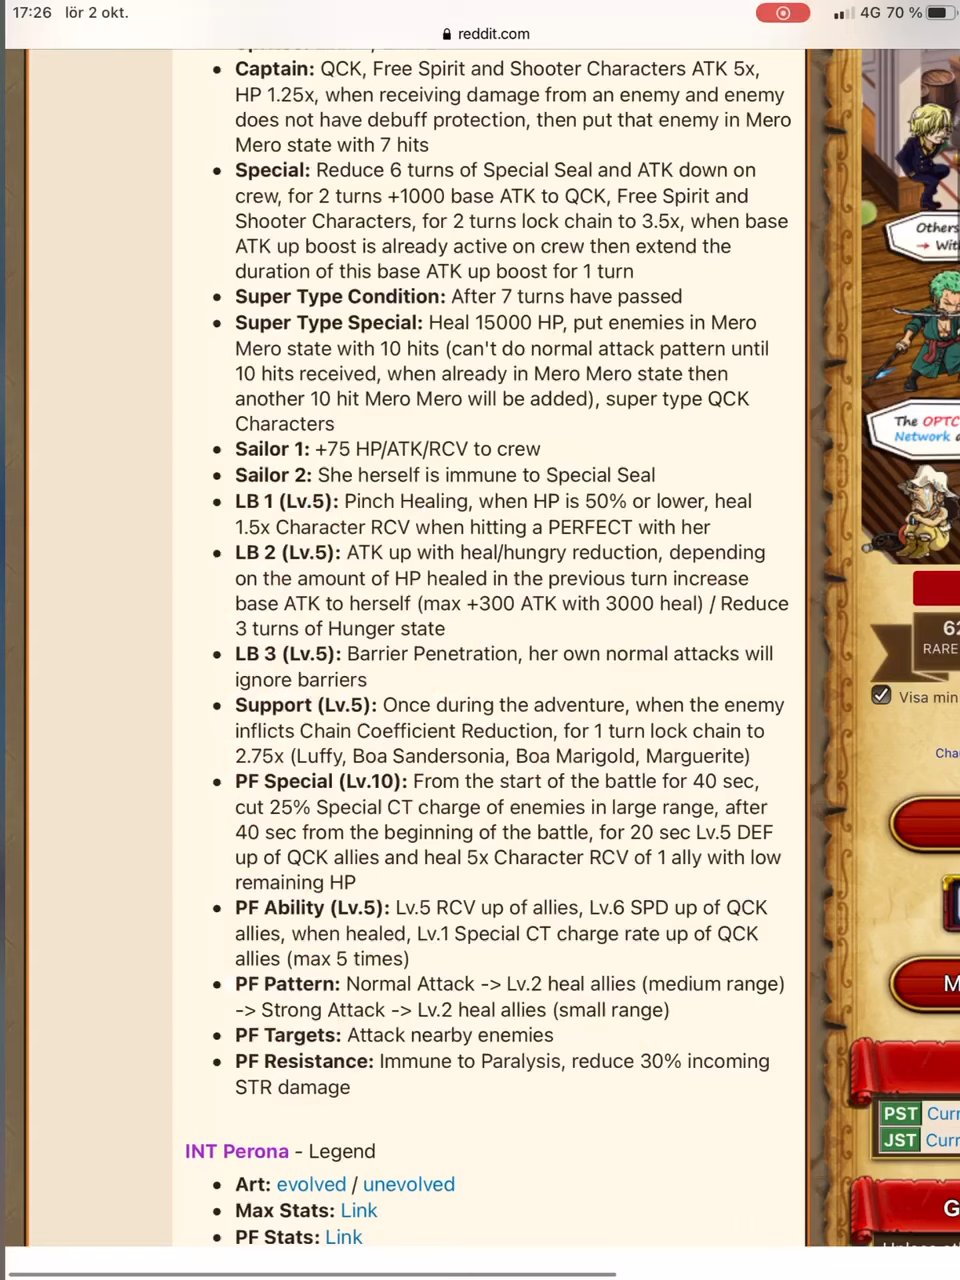 17:26 lör 2 okt.
4G 70 %
reddit.com
• Captain: QCK, Free Spirit and Shooter Characters ATK 5x,
HP 1.25x, when receiving damage from an enemy and enemy
does not have debuff protection, then put that enemy in Mero
Mero state with 7 hits
• Special: Reduce 6 turns of Special Seal and ATK down on
crew, for 2 turns +1000 base ATK to QCK, Free Spirit and
Shooter Characters, for 2 turns lock chain to 3.5x, when base
ATK up boost is already active on crew then extend the
duration of this base ATK up boost for 1 turn
• Super Type Condition: After 7 turns have passed
• Super Type Special: Heal 15000 HP, put enemies in Mero
Mero state with 10 hits (can't do normal attack pattern until
10 hits received, when already in Mero Mero state then
another 10 hit Mero Mero will be added), super type QCK
Characters
• Sailor 1: +75 HP/ATK/RCV to crew
• Sailor 2: She herself is immune to Special Seal
• LB 1 (Lv.5): Pinch Healing, when HP is 50% or lower, heal
1.5x Character RCV when hitting a PERFECT with her
• LB 2 (Lv.5): ATK up with heal/hungry reduction, depending
on the amount of HP healed in the previous turn increase
base ATK to herself (max +300 ATK with 3000 heal) / Reduce
3 turns of Hunger state
• LB 3 (Lv.5): Barrier Penetration, her own normal attacks will
ignore barriers
• Support (Lv.5): Once during the adventure, when the enemy
inflicts Chain Coefficient Reduction, for 1 turn lock chain to
2.75x (Luffy, Boa Sandersonia, Boa Marigold, Marguerite)
• PF Special (Lv.10): From the start of the battle for 40 sec,
cut 25% Special CT charge of enemies in large range, after
40 sec from the beginning of the battle, for 20 sec Lv.5 DEF
up of QCK allies and heal 5x Character RCV of 1 ally with low
remaining HP
• PF Ability (Lv.5): Lv.5 RCV up of allies, Lv.6 SPD up of QCK
allies, when healed, Lv.1 Special CT charge rate up of QCK
allies (max 5 times)
• PF Pattern: Normal Attack -> Lv.2 heal allies (medium range)
-> Strong Attack -> Lv.2 heal allies (small range)
• PF Targets: Attack nearby enemies
• PF Resistance: Immune to Paralysis, reduce 30% incoming
STR damage
INT Perona - Legend
• Art: evolved / unevolved
• Max Stats: Link
• PF Stats: Link
Others
→ Wit
The OPTC
Network a
62
RARE
Visa min
Cha
M
PST Curr
JST Curr
G